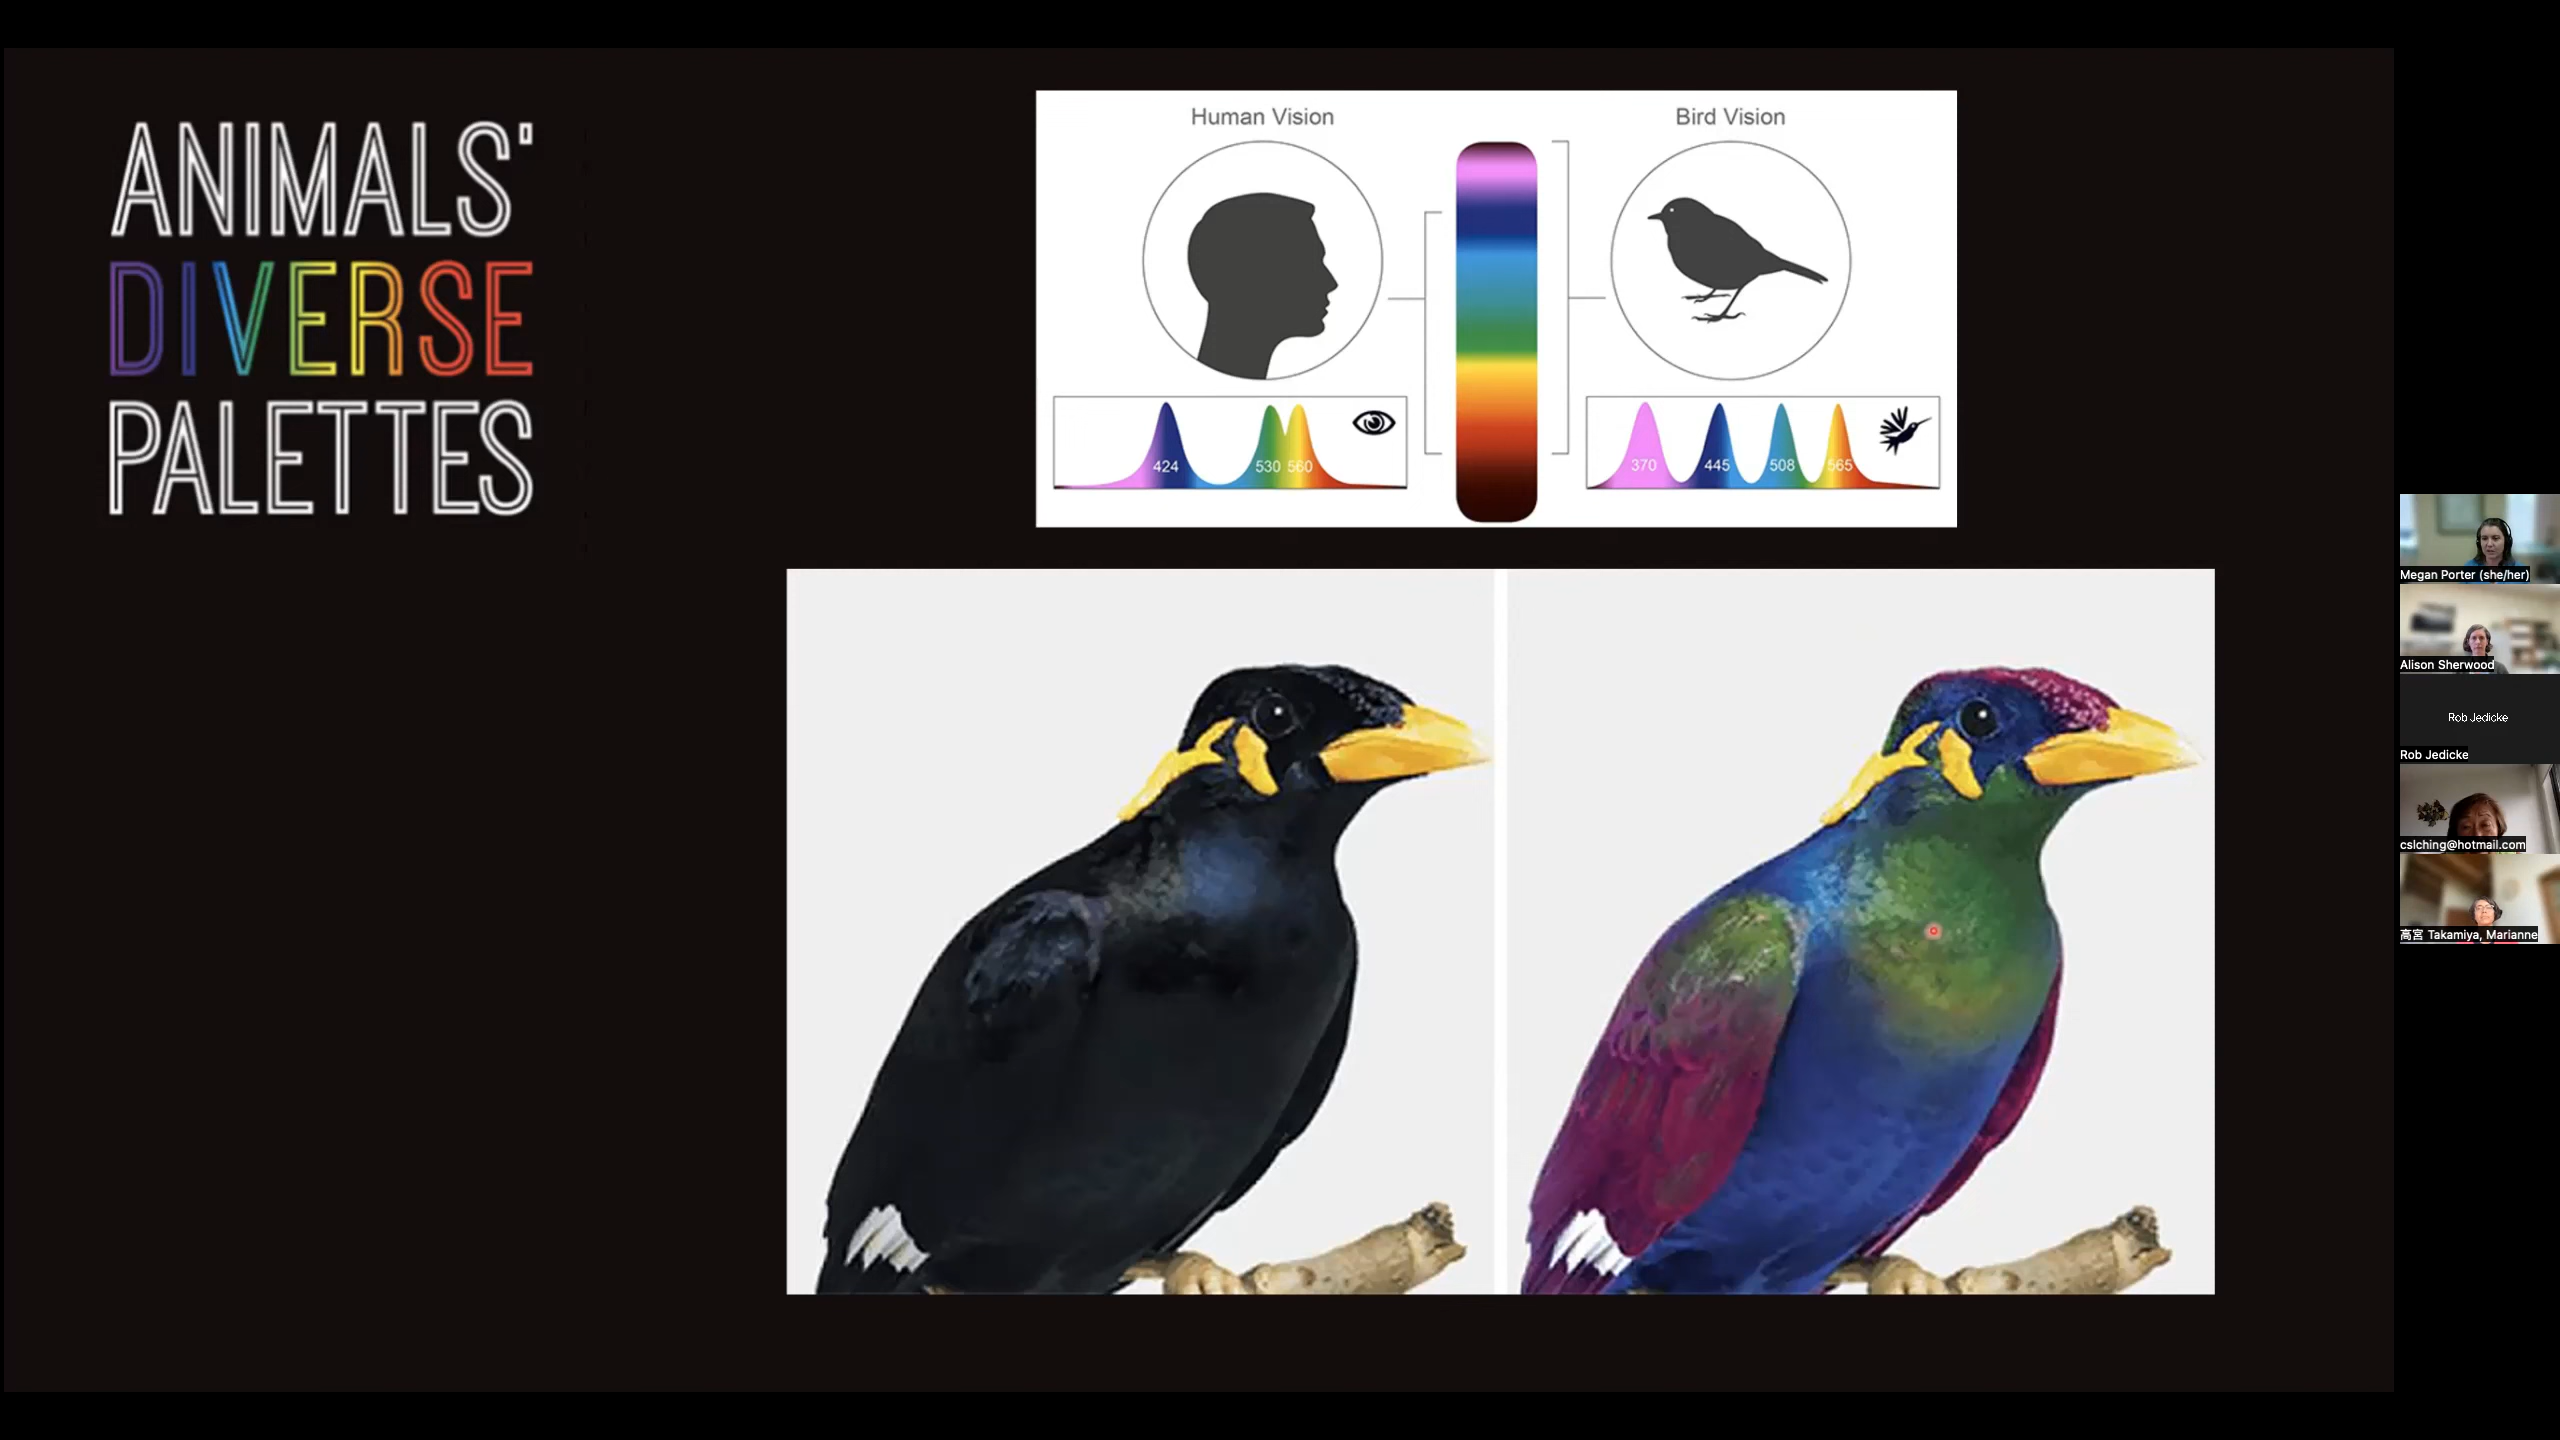 ANIMALS'
DIVERSE
PALETTES
Human Vision
Bird Vision
424
530 560
370 445 508 565
Megan Porter (she/her)
Alison Sherwood
Rob Jedicke
Rob Jedicke
cslching@hotmail.com
高宮 Takamiya, Marianne